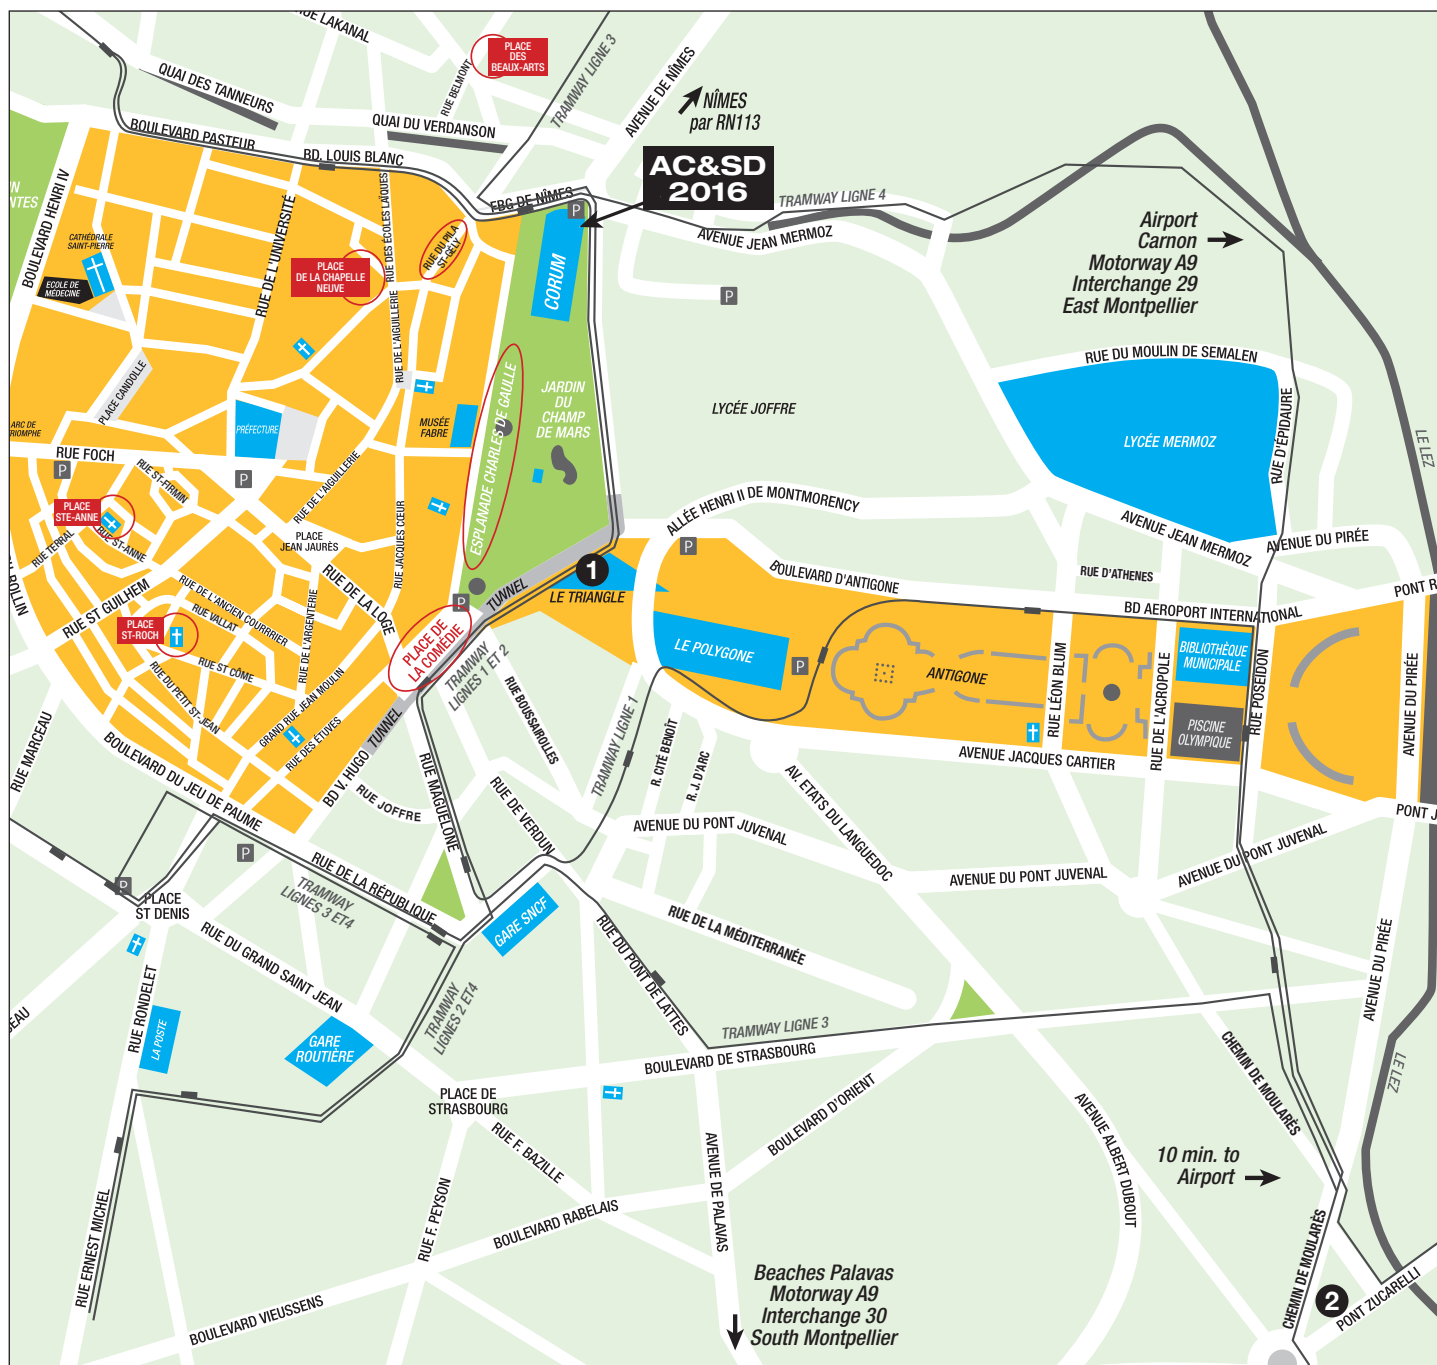 RUE LAKANAL
PLACE
DES
BEAUX-ARTS
RUE BELMONT
TRAMWAY LIGNE 3
AVENUE DE NÎMES
QUAI DES TANNEURS
NÎMES
par RN113
QUAI DU VERDANSON
BOULEVARD PASTEUR
BD. LOUIS BLANC
AC&SD
2016
FBG DE NÎMES
P
TRAMWAY LIGNE 4
AVENUE JEAN MERMOZ
Airport
Carnon
Motorway A9
Interchange 29
East Montpellier
NTES
BOULEVARD HENRI IV
CATHÉDRALE
SAINT-PIERRE
ECOLE DE
MÉDECINE
RUE DE L'UNIVERSITÉ
RUE DES ÉCOLES LAÏQUES
PLACE
DE LA CHAPELLE
NEUVE
RUE DU PILA
ST-GÉLY
CORUM
P
RUE DE L'AIGUILLERIE
PLACE CANDOLLE
RUE DU MOULIN DE SEMALEN
ESPLANADE CHARLES DE GAULLE
JARDIN
DU
CHAMP
DE MARS
LYCÉE JOFFRE
MUSÉE
FABRE
PRÉFECTURE
ARC DE
RIOMPHE
RUE FOCH
LYCÉE MERMOZ
RUE D'ÉPIDAURE
LE LEZ
P
P
RUE ST-FIRMIN
RUE DE L'AIGUILLERIE
ALLÉE HENRI II DE MONTMORENCY
PLACE
STE-ANNE
RUE TERRAL
RUE ST-ANNE
PLACE
JEAN JAURÈS
RUE JACQUES CŒUR
AVENUE JEAN MERMOZ
AVENUE DU PIRÉE
P
1
TUNNEL
LE TRIANGLE
BOULEVARD D'ANTIGONE
RUE D'ATHENES
BD AEROPORT INTERNATIONAL
PONT R
ROLLIN
RUE ST GUILHEM
RUE DE L'ANCIEN COURRRIER
RUE VALLAT
RUE DE L'ARGENTERIE
RUE DE LA LOGE
P
PLACE
ST-ROCH
RUE ST CÔME
PLACE DE
LA COMÉDIE
TRAMWAY
LIGNES 1 ET 2
LE POLYGONE
P
ANTIGONE
RUE LÉON BLUM
RUE DE L'ACROPOLE
BIBLIOTHÈQUE
MUNICIPALE
RUE POSEIDON
AVENUE DU PIRÉE
PISCINE
OLYMPIQUE
RUE DU PETIT ST-JEAN
GRAND RUE JEAN MOULIN
RUE DES ÉTUVES
TUNNEL
BD V. HUGO
RUE BOUSSAIROLLES
TRAMWAY LIGNE 1
R. CITÉ BENOÎT
R. J. D'ARC
AVENUE JACQUES CARTIER
RUE MARCEAU
BOULEVARD DU JEU DE PAUME
RUE JOFFRE
RUE MAGUELONE
RUE DE VERDUN
AVENUE DU PONT JUVENAL
AV. ETATS DU LANGUEDOC
PONT J
AVENUE DU PONT JUVENAL
AVENUE DU PONT JUVENAL
P
P
RUE DE LA RÉPUBLIQUE
TRAMWAY
LIGNES 3 ET4
PLACE
ST DENIS
GARE SNCF
RUE DE LA MÉDITERRANÉE
RUE DU PONT DE LATTES
RUE DU GRAND SAINT JEAN
TRAMWAY
LIGNES 2 ET4
EAU
RUE RONDELET
LA POSTE
GARE
ROUTIÈRE
TRAMWAY LIGNE 3
BOULEVARD DE STRASBOURG
AVENUE DU PIRÉE
CHEMIN DE MOULARÈS
LE LEZ
PLACE DE
STRASBOURG
BOULEVARD D'ORIENT
AVENUE ALBERT DUBOUT
RUE F. BAZILLE
AVENUE DE PALAVAS
10 min. to
Airport
RUE ERNEST MICHEL
RUE F. PEYSON
BOULEVARD RABELAIS
BOULEVARD VIEUSSENS
Beaches Palavas
Motorway A9
Interchange 30
South Montpellier
CHEMIN DE MOULARÈS
2
PONT ZUCARELLI